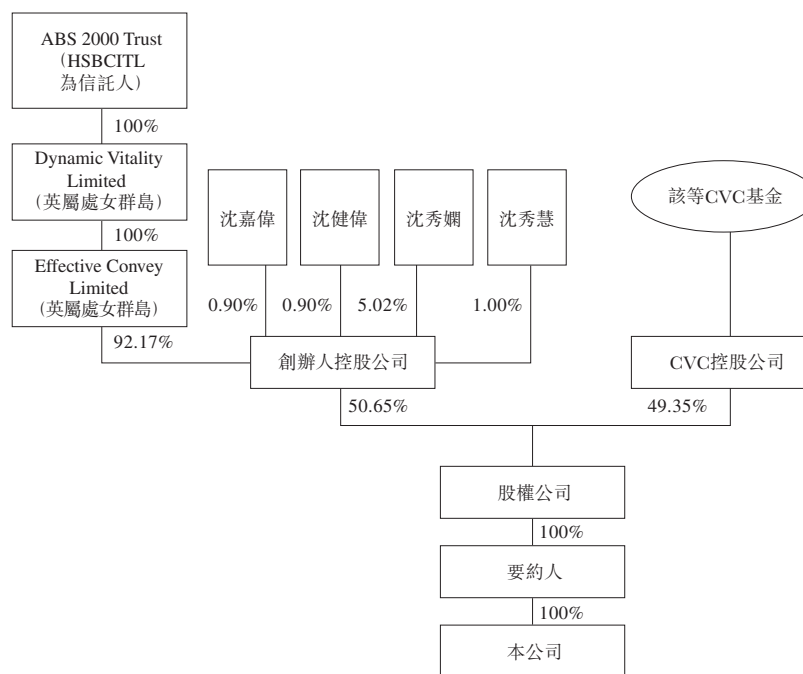 ABS 2000 Trust
(HSBCITL
為信託人)
100%
Dynamic Vitality
Limited
(英屬處女群島)
100%
Effective Convey
Limited
(英屬處女群島)
92.17%
沈嘉偉
沈健偉
沈秀嫻
沈秀慧
0.90%
0.90%
5.02%
1.00%
該等CVC基金
創辦人控股公司
CVC控股公司
50.65%
49.35%
股權公司
100%
要約人
100%
本公司